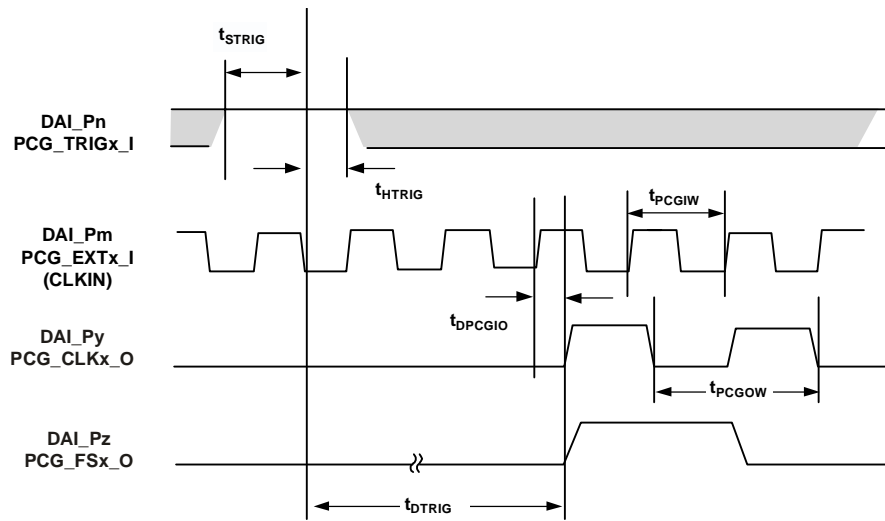 tSTRIG
DAI_Pn
PCG_TRIGx_I
tHTRIG
tPCGIW
DAI_Pm
PCG_EXTx_I
(CLKIN)
tDPCGIO
DAI_Py
PCG_CLKx_O
tPCGOW
DAI_Pz
PCG_FSx_O
tDTRIG